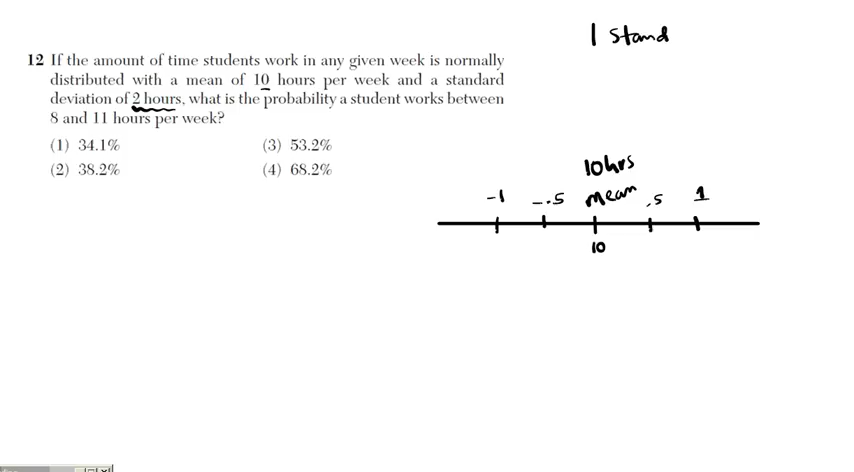 1 stand
12 If the amount of time students work in any given week is normally
distributed with a mean of 10 hours per week and a standard
deviation of 2 hours, what is the probability a student works between
8 and 11 hours per week?
(1) 34.1% (3) 53.2%
(2) 38.2% (4) 68.2%
10 hrs
-1 -.5 mean .5 1
10